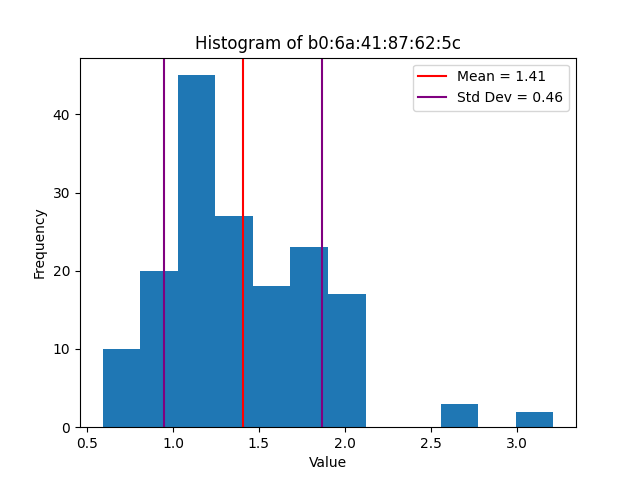 Histogram of b0:6a:41:87:62:5c
Mean = 1.41
Std Dev = 0.46
Frequency
40
30
20
10
0
0.5 1.0 1.5 2.0 2.5 3.0
Value